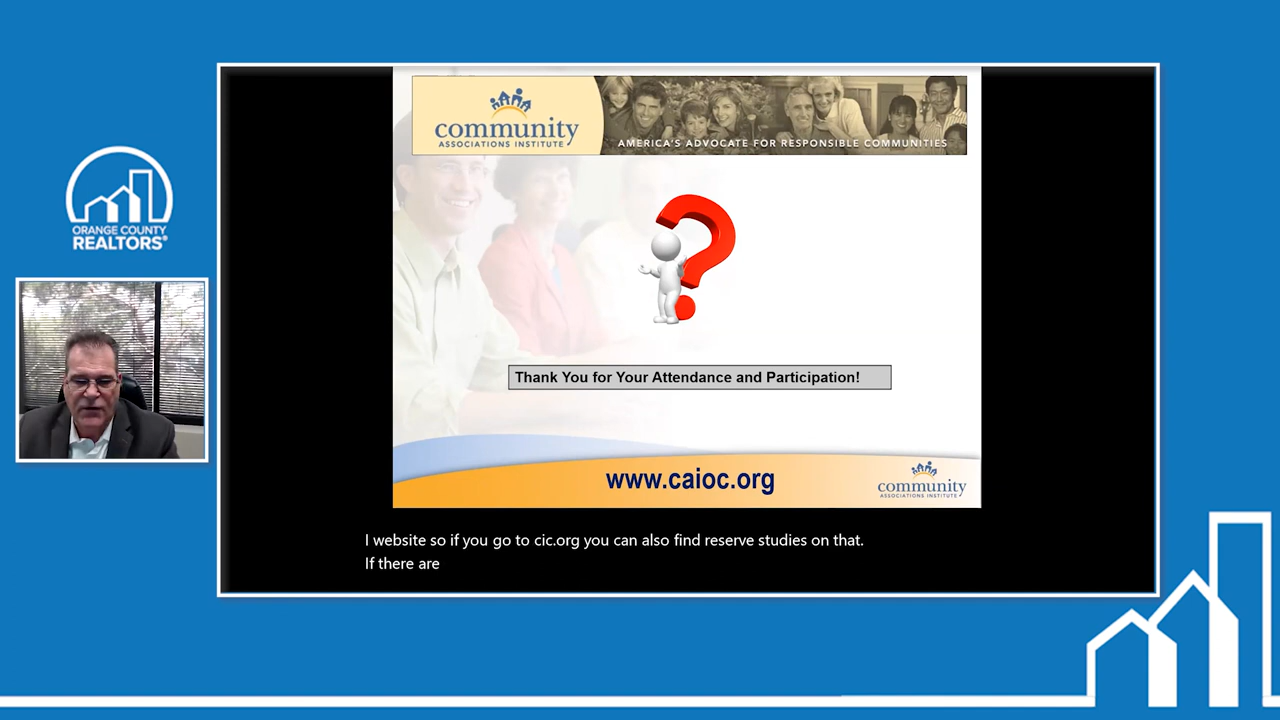 community
ASSOCIATIONS INSTITUTE
AMERICA'S ADVOCATE FOR RESPONSIBLE COMMUNITIES
ORANGE COUNTY
REALTORS®
Thank You for Your Attendance and Participation!
www.caioc.org
community
ASSOCIATIONS INSTITUTE
I website so if you go to cic.org you can also find reserve studies on that.
If there are